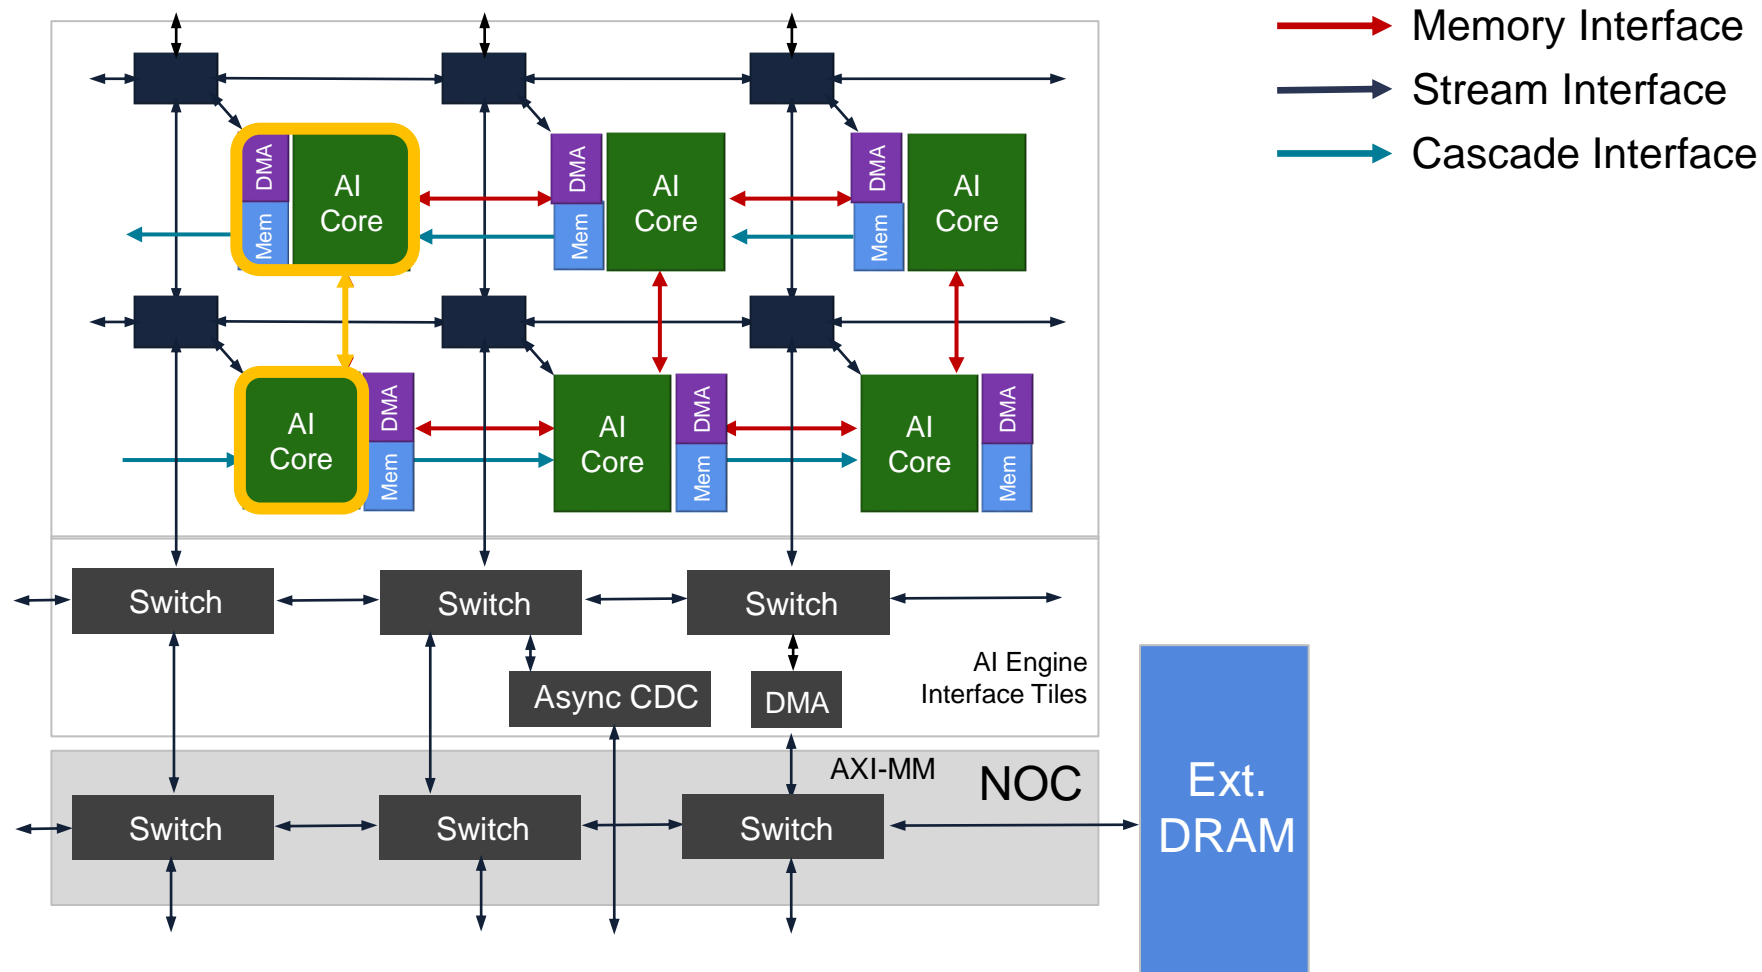 Memory Interface
Stream Interface
Cascade Interface
DMA
Mem
AI
Core
DMA
Mem
AI
Core
DMA
Mem
AI
Core
AI
Core
DMA
Mem
AI
Core
DMA
Mem
AI
Core
DMA
Mem
Switch
Switch
Switch
AI Engine
Interface Tiles
Async CDC
DMA
AXI-MM
NOC
Switch
Switch
Switch
Ext.
DRAM